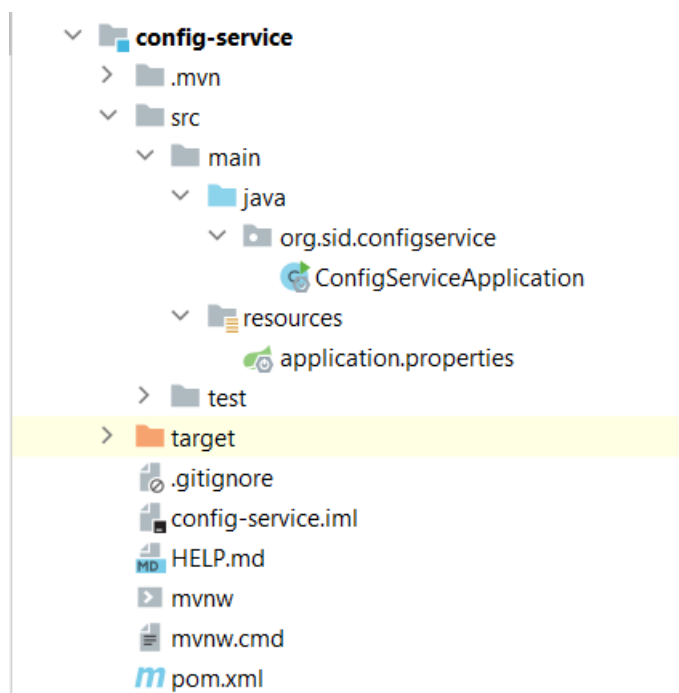 config-service
.mvn
src
main
java
org.sid.configservice
ConfigServiceApplication
resources
application.properties
test
target
.gitignore
config-service.iml
MD HELP.md
mvnw
mvnw.cmd
m pom.xml